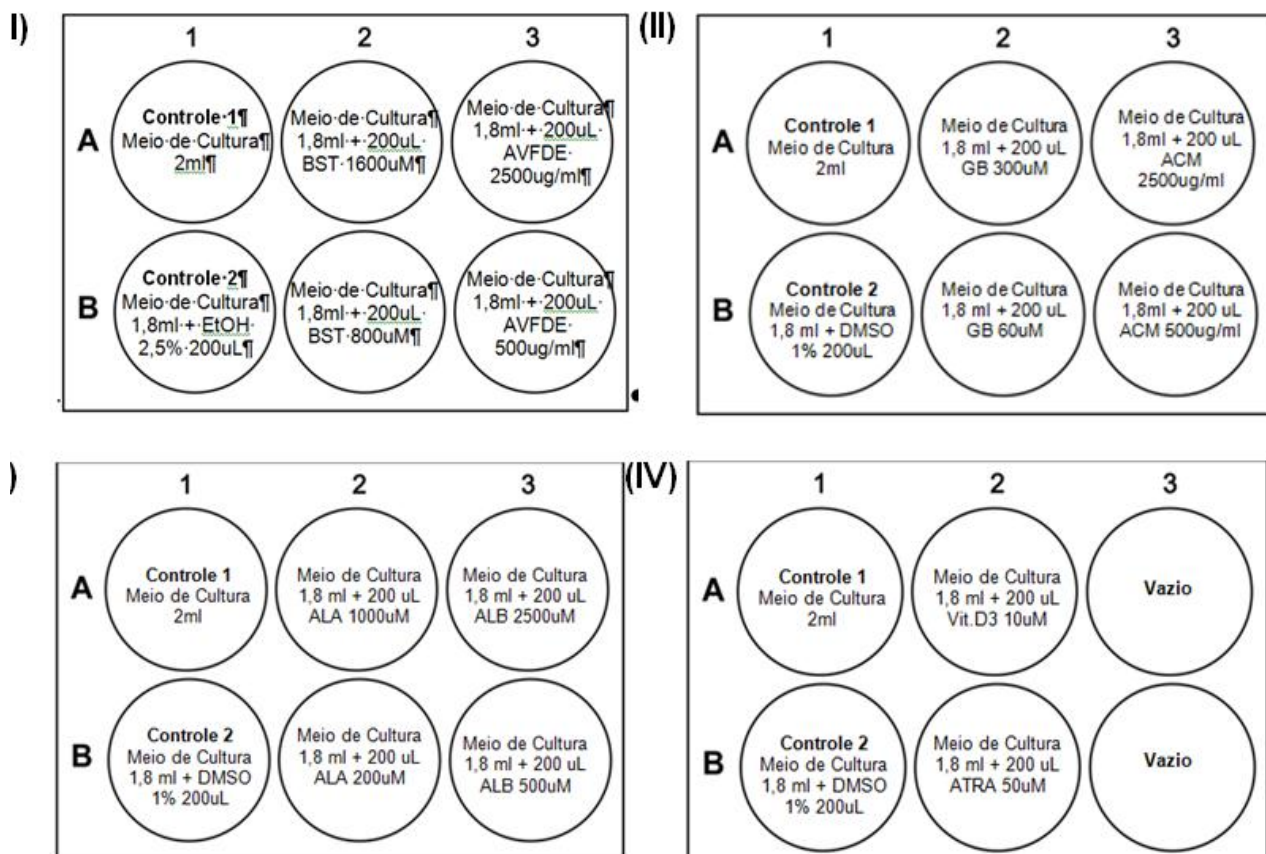 I)
1 2 3
A
Controle·1¶
Meio·de·Cultura¶
2ml¶
Meio·de·Cultura¶
1,8ml·+·200uL·
BST·1600uM¶
Meio·de·Cultura¶
1,8ml·+·200uL·
AVFDE·
2500ug/ml¶
B
Controle·2¶
Meio·de·Cultura¶
1,8ml·+·EtOH·
2,5%·200uL¶
Meio·de·Cultura¶
1,8ml·+·200uL·
BST·800uM¶
Meio·de·Cultura¶
1,8ml·+·200uL·
AVFDE·
500ug/ml¶
(II)
1 2 3
A
Controle 1
Meio de Cultura
2ml
Meio de Cultura
1,8 ml + 200 uL
GB 300uM
Meio de Cultura
1,8 ml + 200 uL
ACM
2500ug/ml
B
Controle 2
Meio de Cultura
1,8 ml + DMSO
1% 200uL
Meio de Cultura
1,8 ml + 200 uL
GB 60uM
Meio de Cultura
1,8ml + 200 uL
ACM 500ug/ml
)
1 2 3
A
Controle 1
Meio de Cultura
2ml
Meio de Cultura
1,8 ml + 200 uL
ALA 1000uM
Meio de Cultura
1,8 ml + 200 uL
ALB 2500uM
B
Controle 2
Meio de Cultura
1,8 ml + DMSO
1% 200uL
Meio de Cultura
1,8 ml + 200 uL
ALA 200uM
Meio de Cultura
1,8 ml + 200 uL
ALB 500uM
(IV)
1 2 3
A
Controle 1
Meio de Cultura
2ml
Meio de Cultura
1,8 ml + 200 uL
Vit.D3 10uM
Vazio
B
Controle 2
Meio de Cultura
1,8 ml + DMSO
1% 200uL
Meio de Cultura
1,8 ml + 200 uL
ATRA 50uM
Vazio